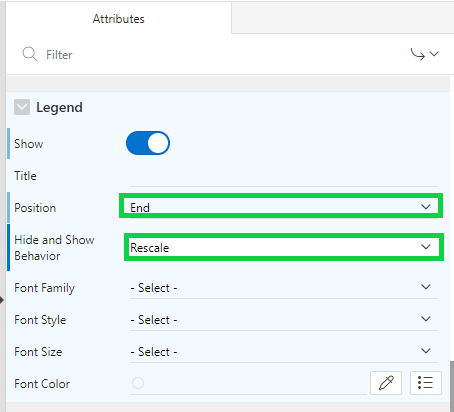 Attributes
Filter
Legend
Show
Title
Position End
Hide and Show
Behavior Rescale
Font Family - Select -
Font Style - Select -
Font Size - Select -
Font Color